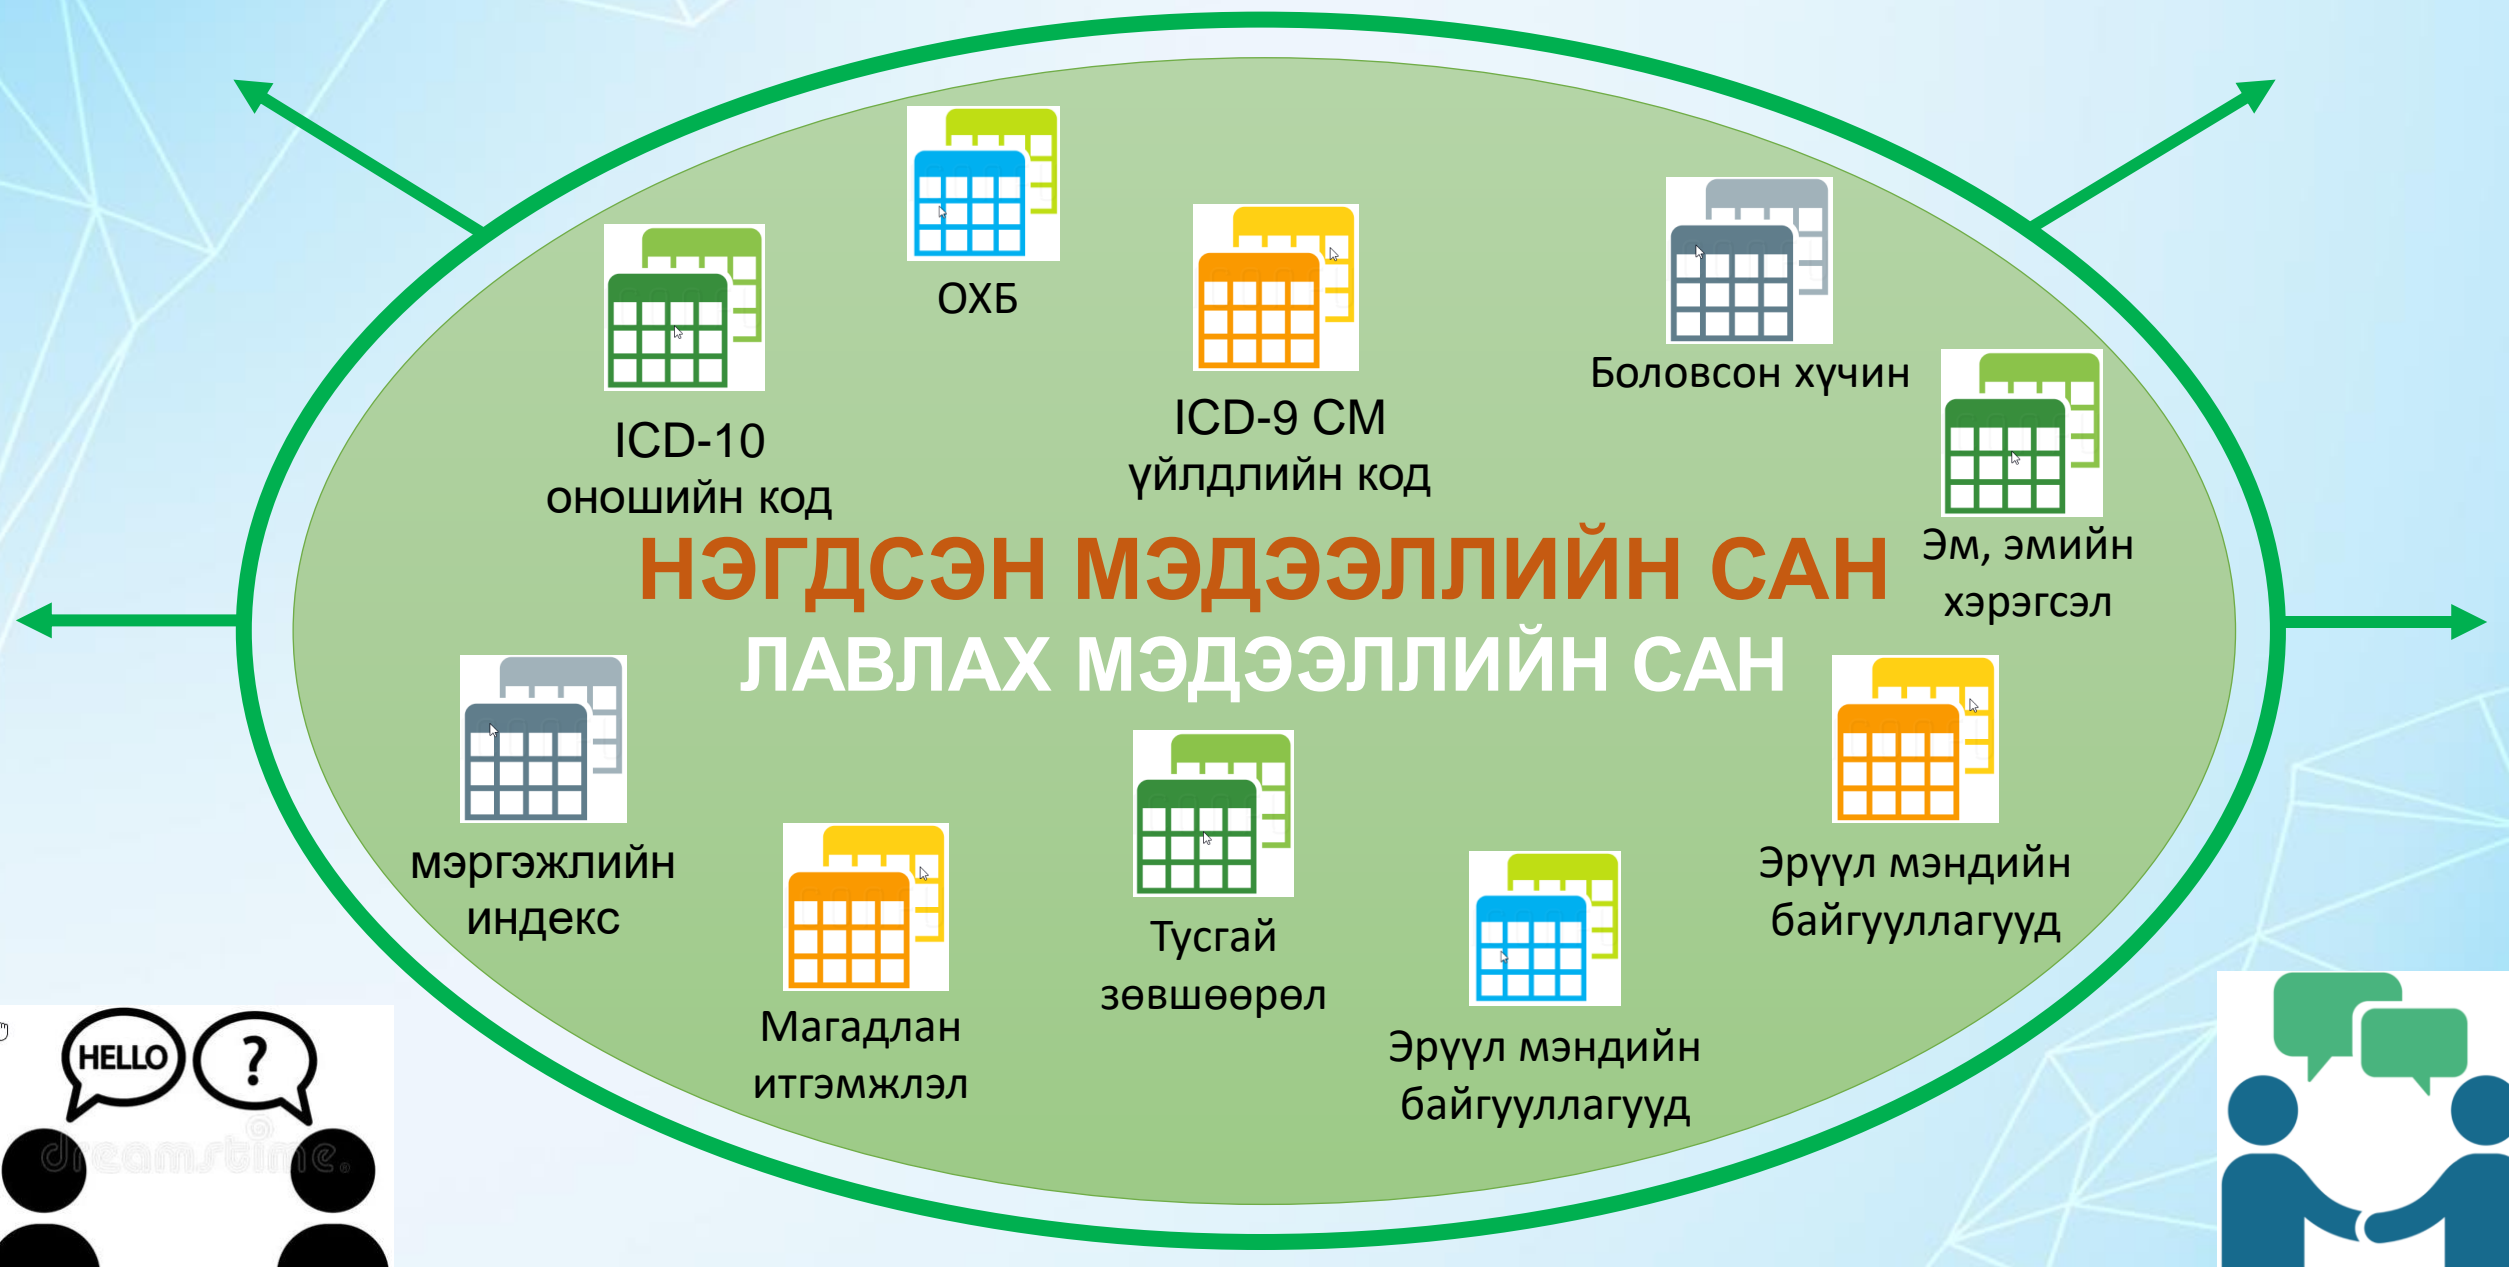 ОХБ
ICD-10
оношийн код
ICD-9 CM
үйлдлийн код
Боловсон хүчин
Эм, эмийн
хэрэгсэл
НЭГДСЭН МЭДЭЭЛЛИЙН САН
ЛАВЛАХ МЭДЭЭЛЛИЙН САН
мэргэжлийн
индекс
Магадлан
итгэмжлэл
Тусгай
зөвшөөрөл
Эрүүл мэндийн
байгууллагууд
Эрүүл мэндийн
байгууллагууд
HELLO
?
dreamstime.